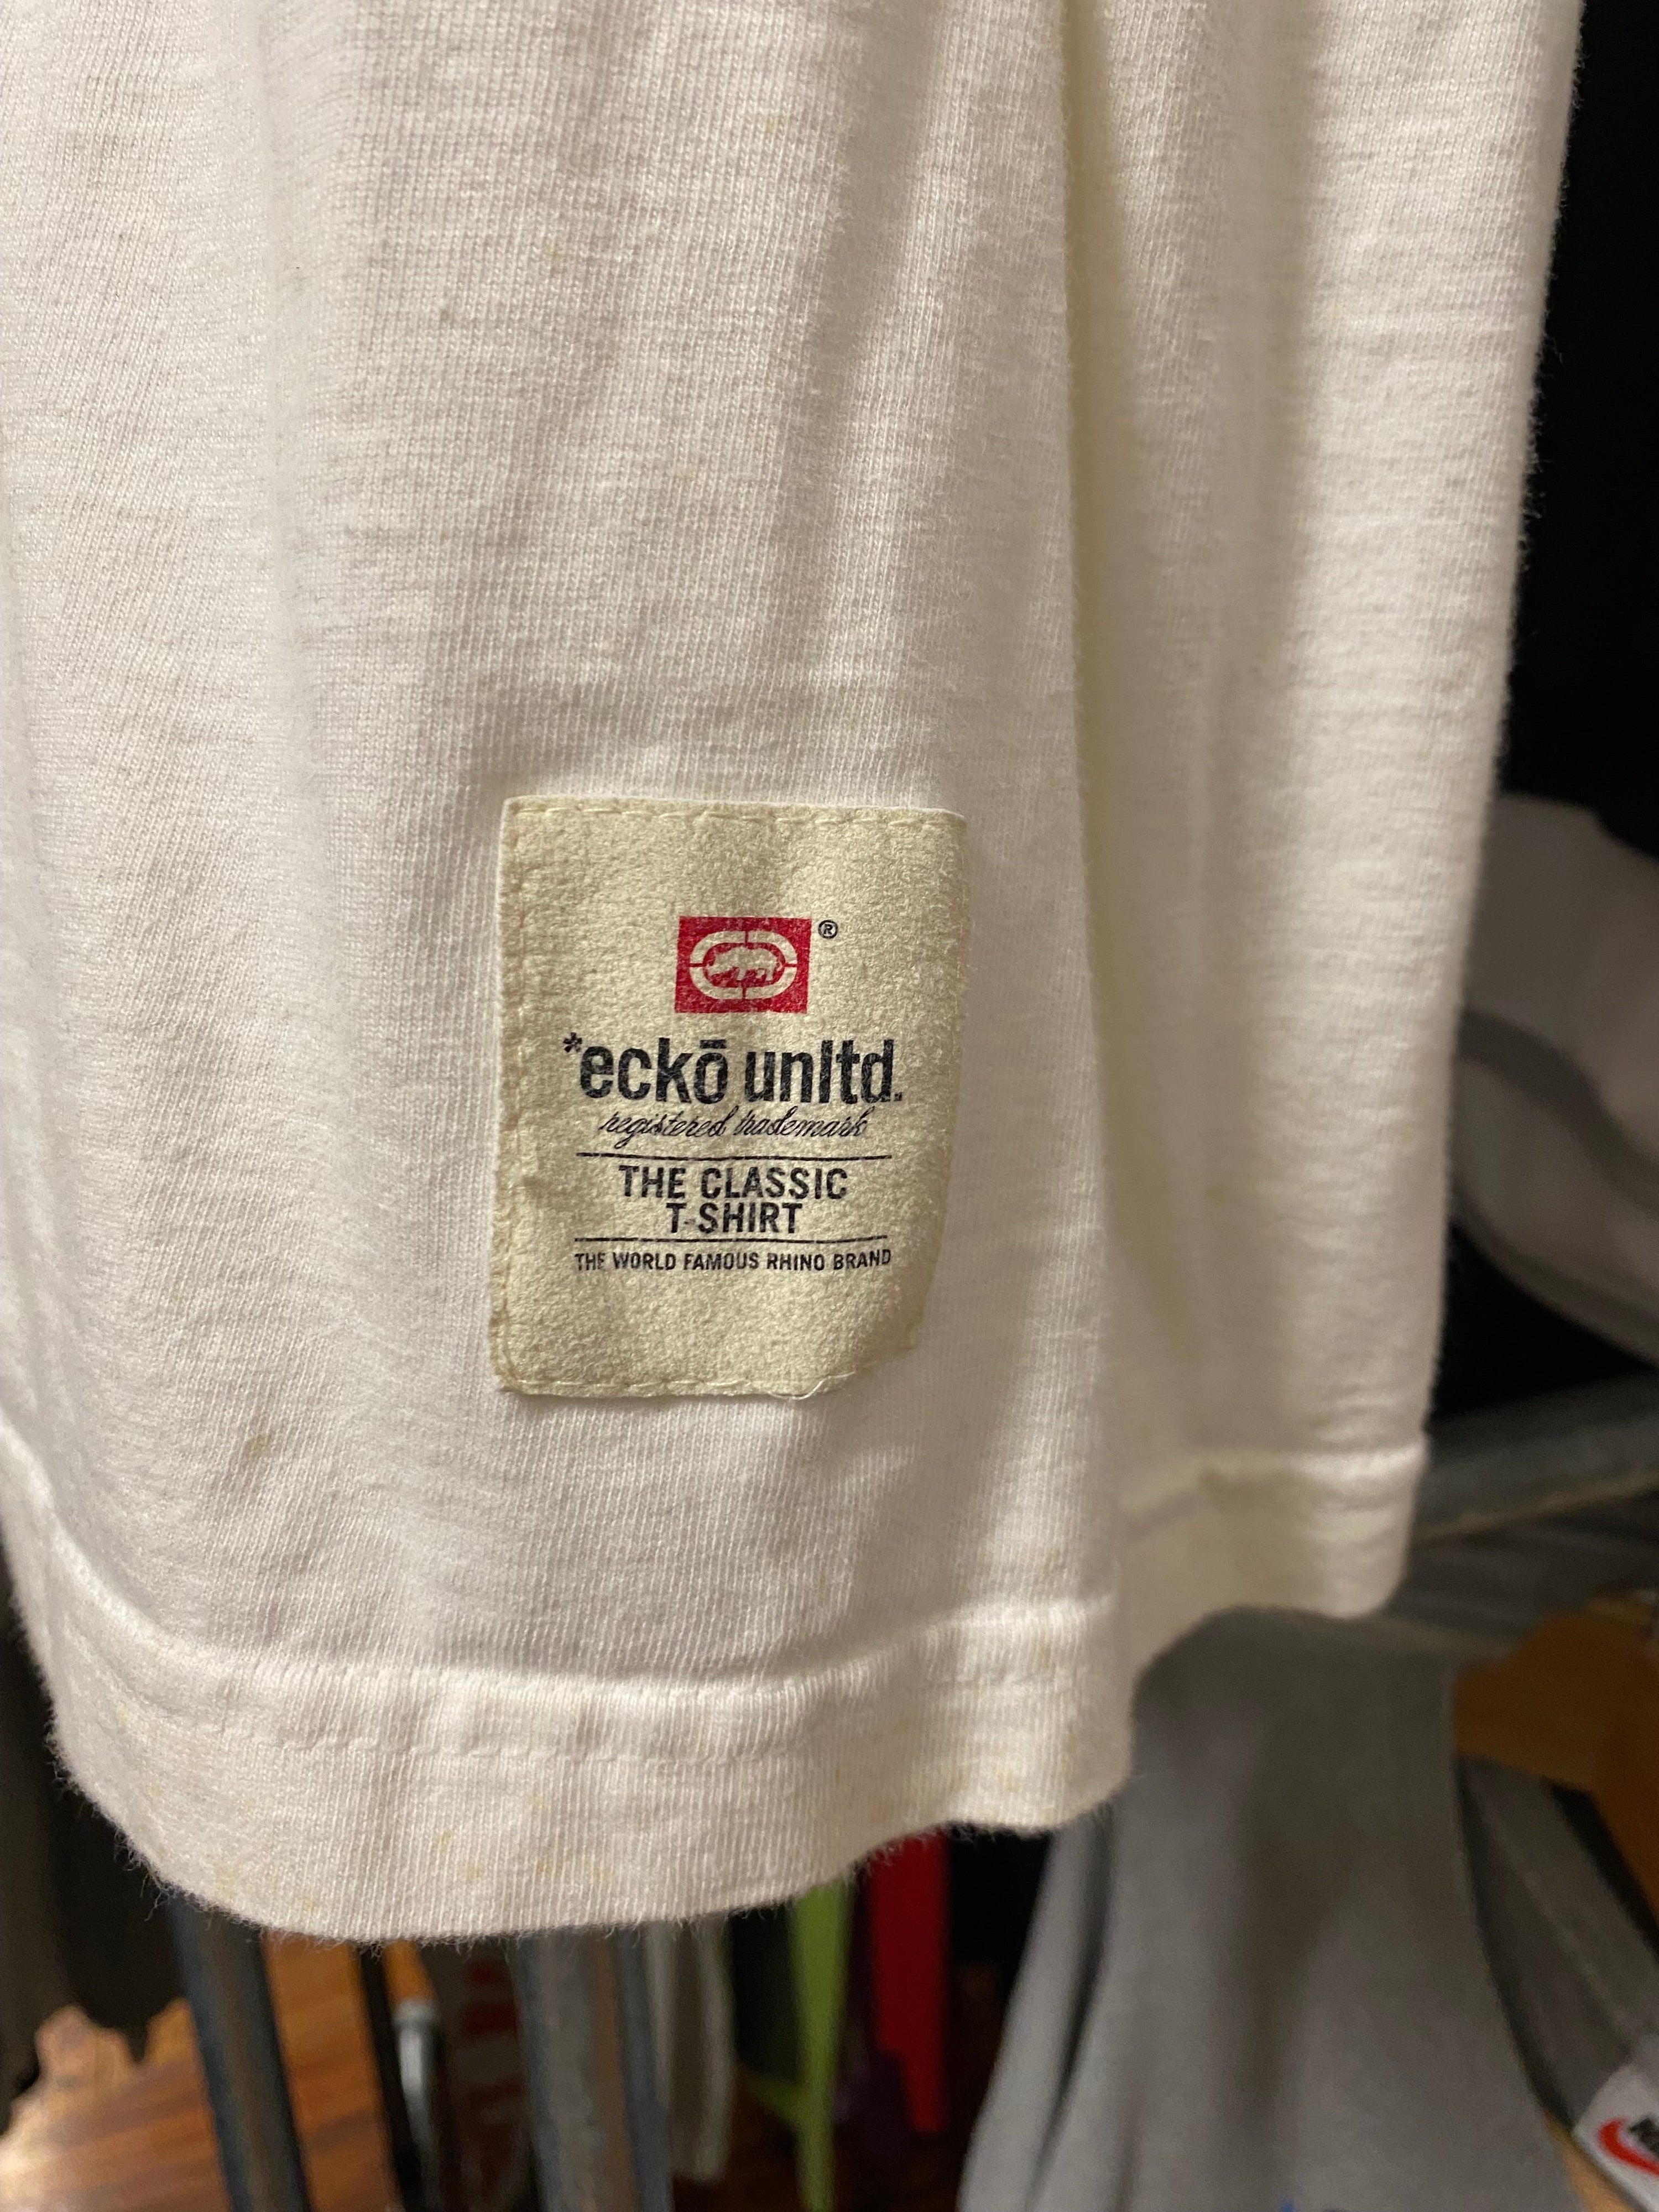 ®
*eckō unltd.
registered trademark
THE CLASSIC
T-SHIRT
THE WORLD FAMOUS RHINO BRAND